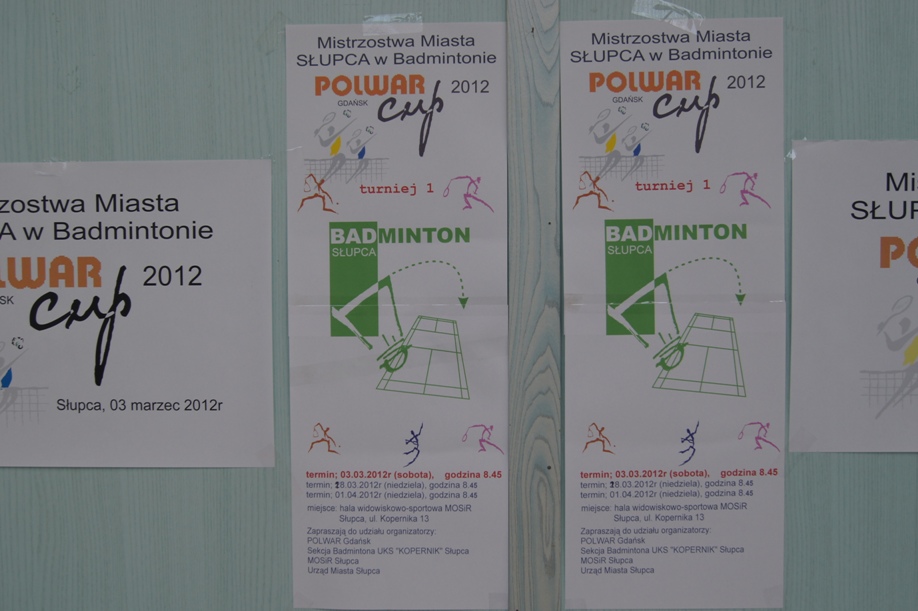 zostwa Miasta
A w Badmintonie
LWAR
SK
cup 2012
Słupca, 03 marzec 2012r
Mistrzostwa Miasta
SŁUPCA w Badmintonie
POLWAR
GDAŃSK
cup 2012
turniej 1
BADMINTON
SŁUPCA
termin; 03.03.2012r (sobota), godzina 8.45
termin; 18.03.2012r (niedziela), godzina 8.45
termin; 01.04.2012r (niedziela), godzina 8.45
miejsce: hala widowiskowo-sportowa MOSiR
Słupca, ul. Kopernika 13
Zapraszają do udziału organizatorzy:
POLWAR Gdańsk
Sekcja Badmintona UKS "KOPERNIK" Słupca
MOSiR Słupca
Urząd Miasta Słupca
Mistrzostwa Miasta
SŁUPCA w Badmintonie
POLWAR
GDAŃSK
cup 2012
turniej 1
BADMINTON
SŁUPCA
termin; 03.03.2012r (sobota), godzina 8.45
termin; 18.03.2012r (niedziela), godzina 8.45
termin; 01.04.2012r (niedziela), godzina 8.45
miejsce: hala widowiskowo-sportowa MOSiR
Słupca, ul. Kopernika 13
Zapraszają do udziału organizatorzy:
POLWAR Gdańsk
Sekcja Badmintona UKS "KOPERNIK" Słupca
MOSiR Słupca
Urząd Miasta Słupca
Mi
SŁUP
PO